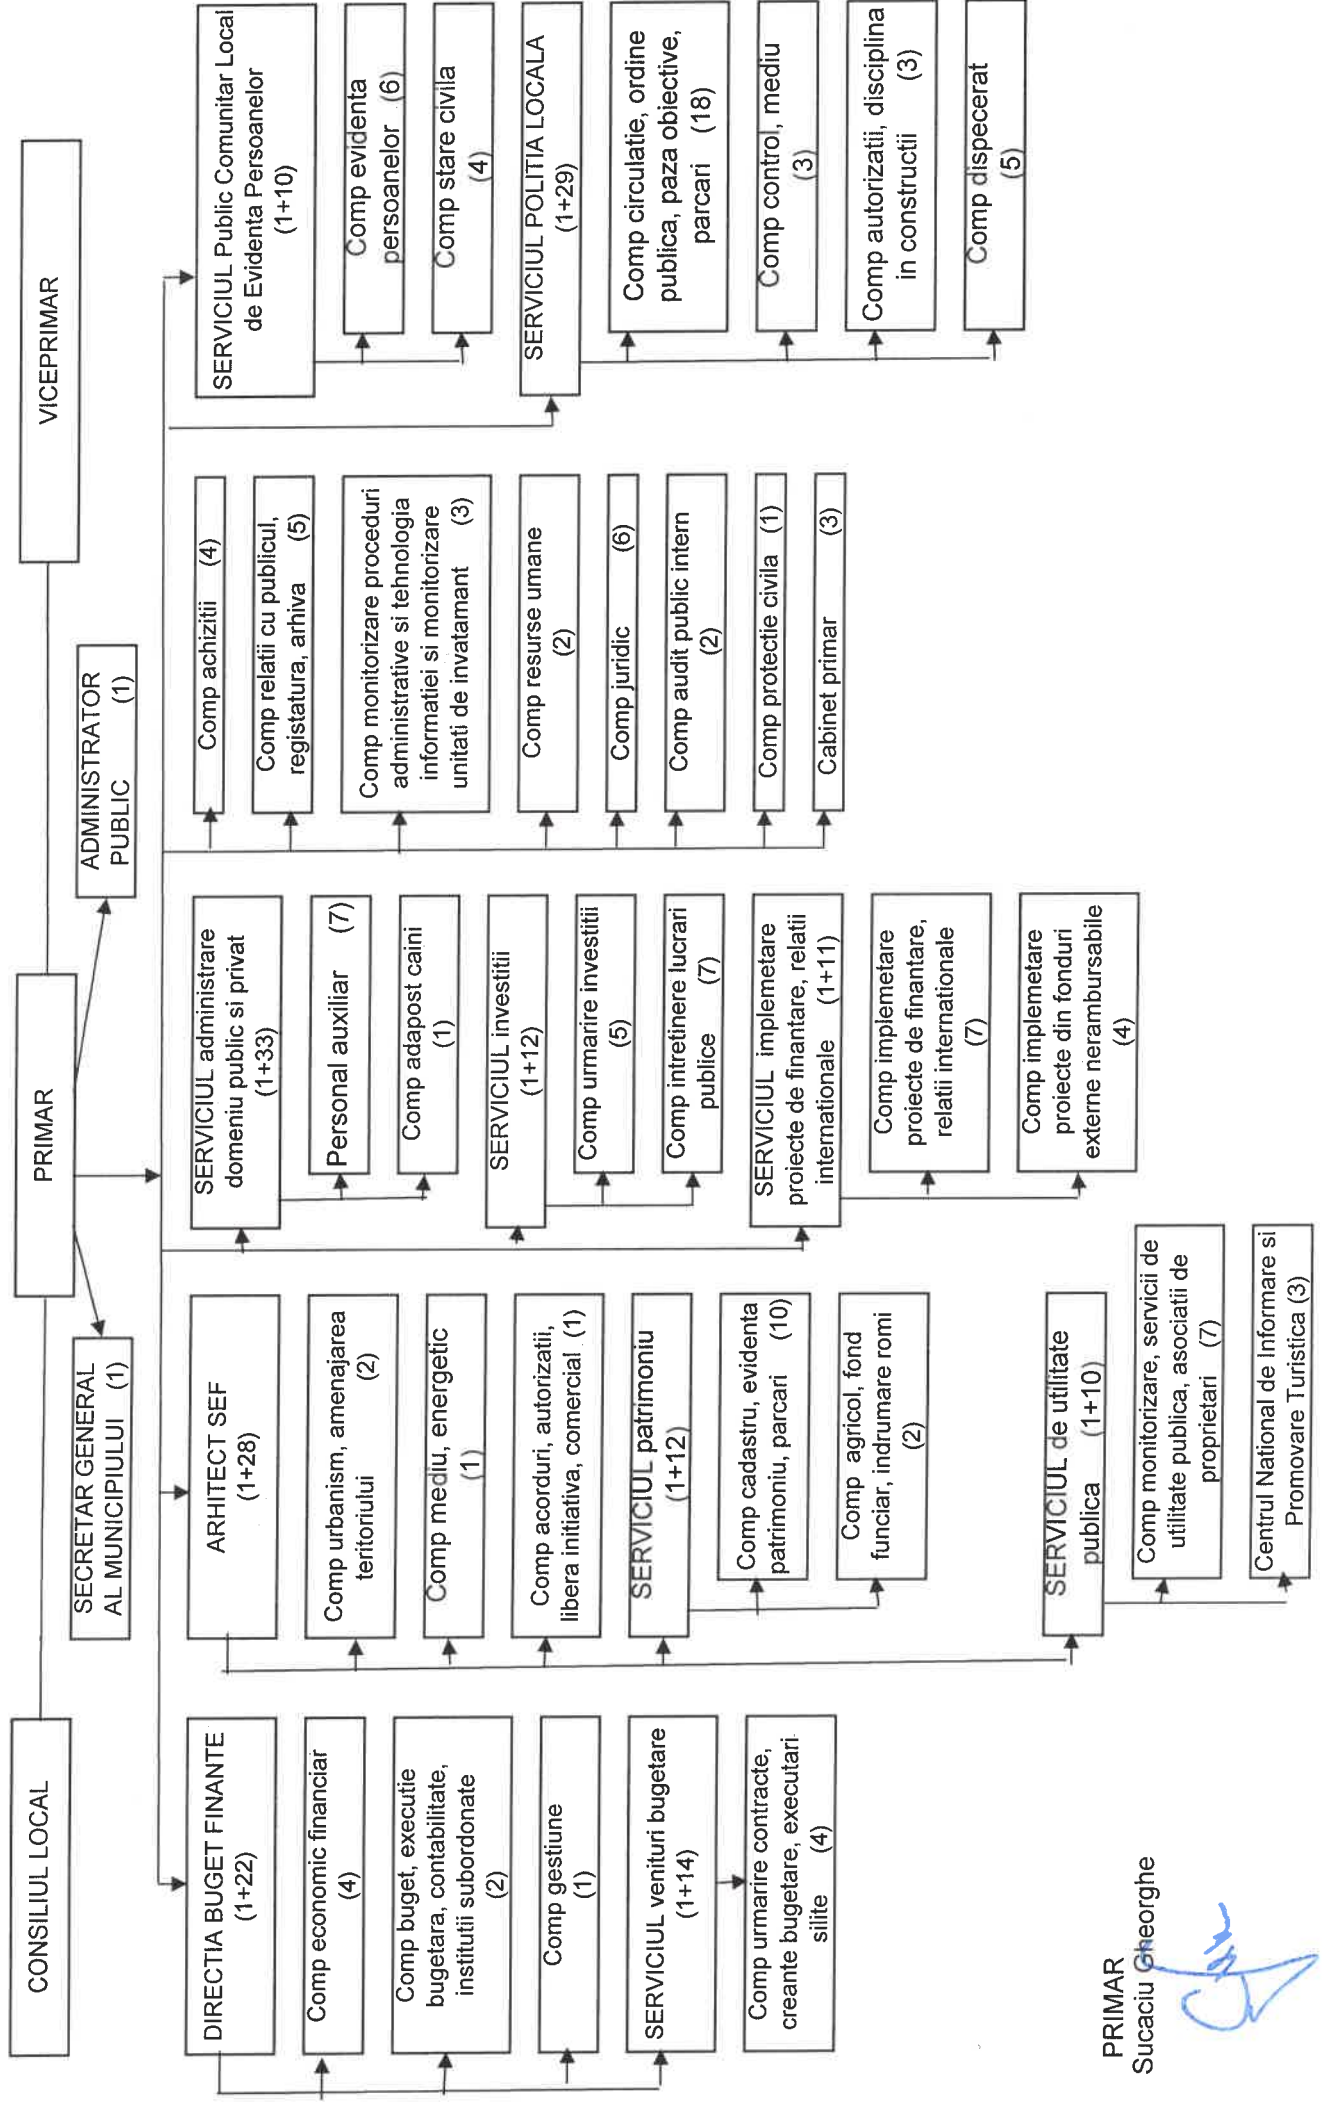 CONSILIUL LOCAL
PRIMAR
VICEPRIMAR
SECRETAR GENERAL
AL MUNICIPIULUI (1)
ADMINISTRATOR
PUBLIC (1)
DIRECTIA BUGET FINANTE
(1+22)
Comp economic financiar
(4)
Comp buget, executie
bugetara, contabilitate,
institutii subordonate
(2)
Comp gestiune
(1)
SERVICIUL venituri bugetare
(1+14)
Comp urmarire contracte,
creante bugetare, executari
silite (4)
ARHITECT SEF
(1+28)
Comp urbanism, amenajarea
teritoriului (2)
Comp mediu, energetic
(1)
Comp acorduri, autorizatii,
libera initiativa, comercial (1)
SERVICIUL patrimoniu
(1+12)
Comp cadastru, evidenta
patrimoniu, parcari (10)
Comp agricol, fond
funciar, indrumare romi
(2)
SERVICIUL de utilitate
publica (1+10)
Comp monitorizare, servicii de
utilitate publica, asociatii de
proprietari (7)
Centrul National de Informare si
Promovare Turistica (3)
SERVICIUL administrare
domeniu public si privat
(1+33)
Personal auxiliar (7)
Comp adapost caini
(1)
SERVICIUL investitii
(1+12)
Comp urmarire investitii
(5)
Comp intretinere lucrari
publice (7)
SERVICIUL implemetare
proiecte de finantare, relatii
internationale (1+11)
Comp implemetare
proiecte de finantare,
relatii internationale
(7)
Comp implemetare
proiecte din fonduri
externe nerambursabile
(4)
Comp achizitii (4)
Comp relatii cu publicul,
registatura, arhiva (5)
Comp monitorizare proceduri
administrative si tehnologia
informatiei si monitorizare
unitati de invatamant (3)
Comp resurse umane
(2)
Comp juridic (6)
Comp audit public intern
(2)
Comp protectie civila (1)
Cabinet primar (3)
SERVICIUL Public Comunitar Local
de Evidenta Persoanelor
(1+10)
Comp evidenta
persoanelor (6)
Comp stare civila
(4)
SERVICIUL POLITIA LOCALA
(1+29)
Comp circulatie, ordine
publica, paza obiective,
parcari (18)
Comp control, mediu
(3)
Comp autorizatii, disciplina
in constructii (3)
Comp dispecerat
(5)
PRIMAR
Sucaciu Gheorghe